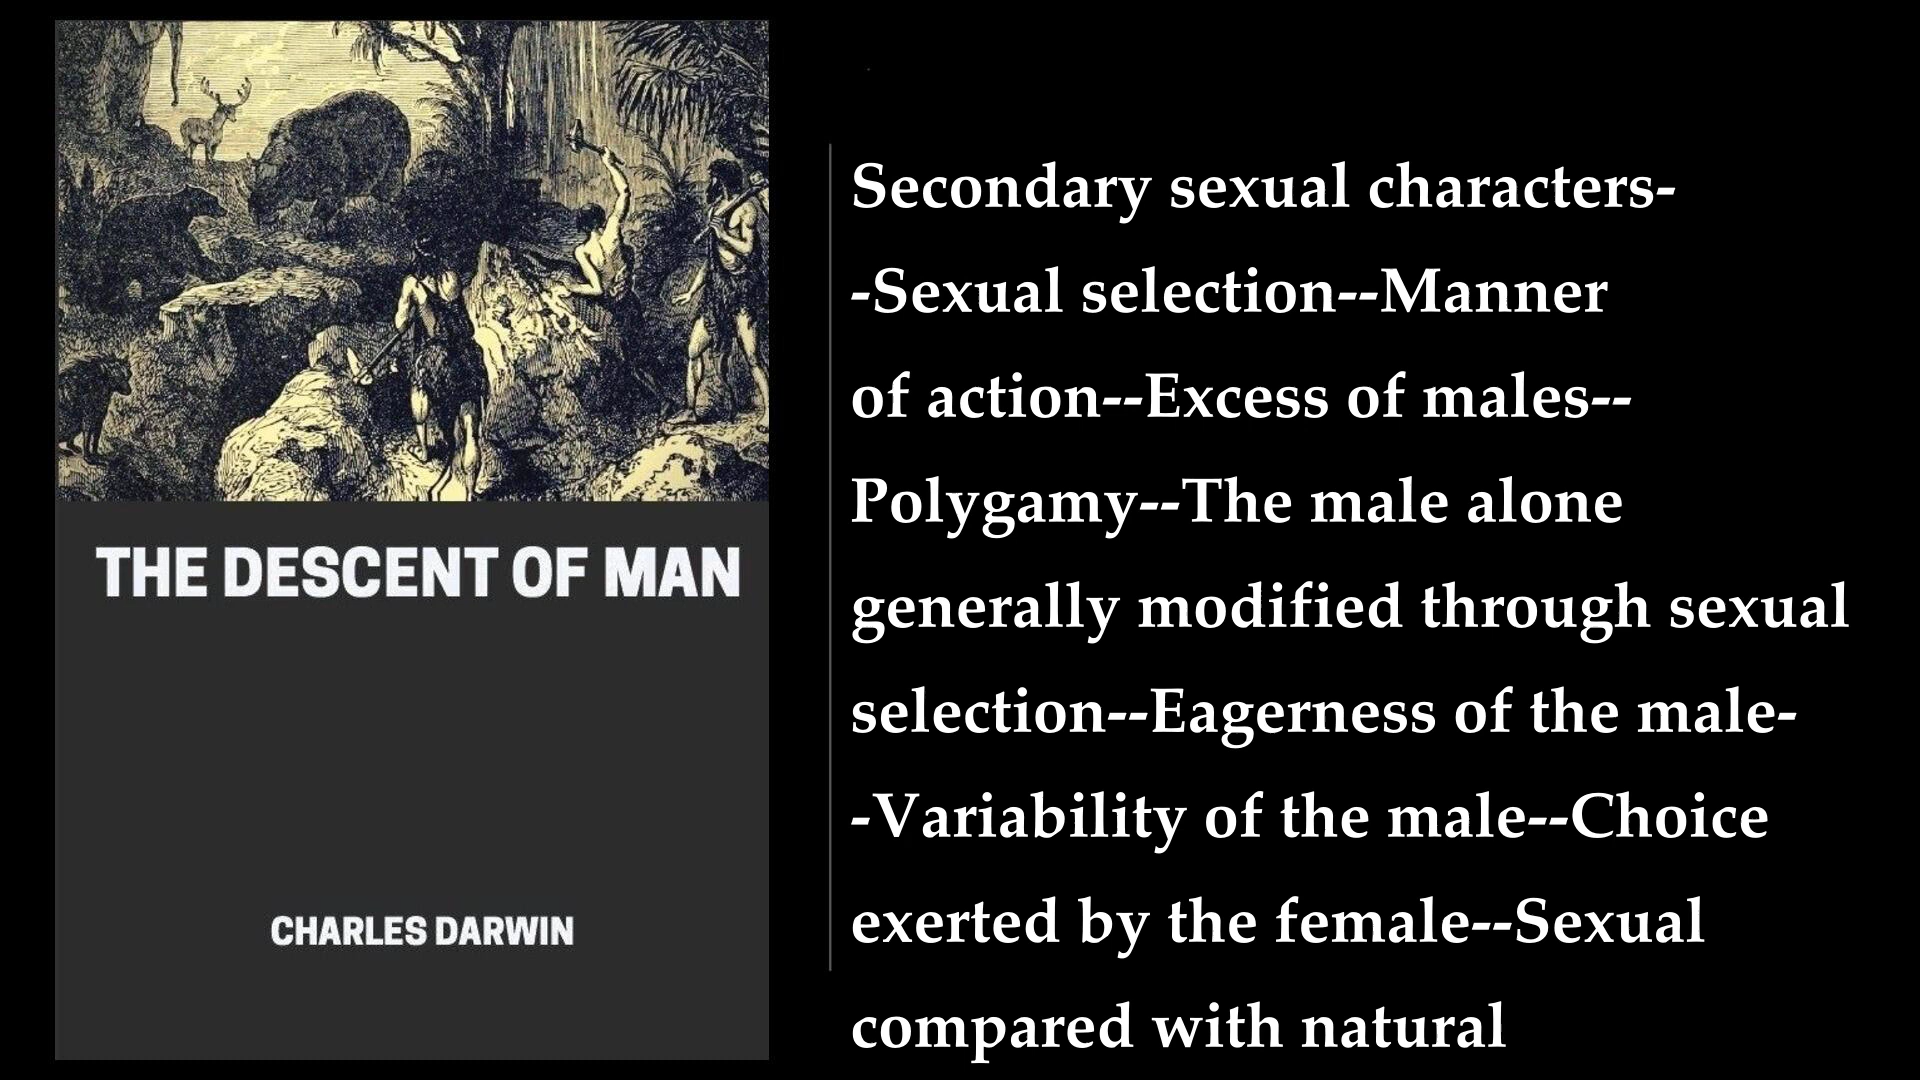 THE DESCENT OF MAN
CHARLES DARWIN
Secondary sexual characters-
-Sexual selection--Manner
of action--Excess of males--
Polygamy--The male alone
generally modified through sexual
selection--Eagerness of the male-
-Variability of the male--Choice
exerted by the female--Sexual
compared with natural